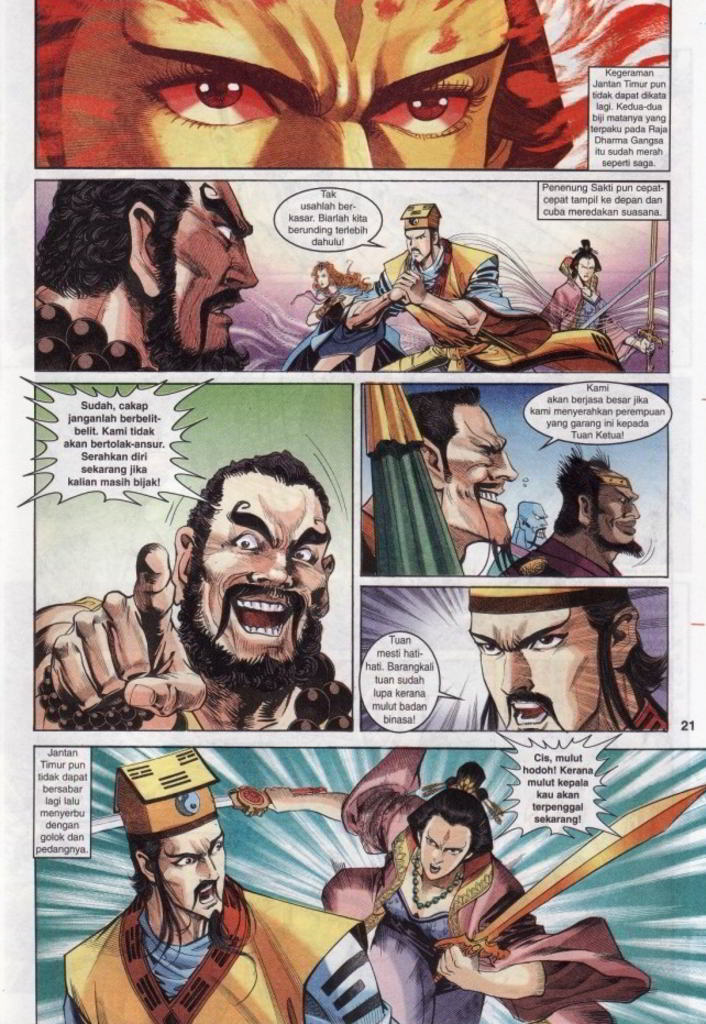 Kegeraman
Jantan Timur pun
tidak dapat dikata
lagi. Kedua-dua
biji matanya yang
terpaku pada Raja
Dharma Gangsa
itu sudah merah
seperti saga.
Tak
usahlah ber-
kasar. Biarlah kita
berunding terlebih
dahulu!
Penenung Sakti pun cepat-
cepat tampil ke depan dan
cuba meredakan suasana.
Sudah, cakap
janganlah berbelit-
belit. Kami tidak
akan bertolak-ansur.
Serahkan diri
sekarang jika
kalian masih bijak!
Kami
akan berjasa besar jika
kami menyerahkan perempuan
yang garang ini kepada
Tuan Ketua!
Tuan
mesti hati-
hati. Barangkali
tuan sudah
lupa kerana
mulut badan
binasa!
21
Jantan
Timur pun
tidak dapat
bersabar
lagi lalu
menyerbu
dengan
golok dan
pedangnya.
Cis, mulut
hodoh! Kerana
mulut kepala
kau akan
terpenggal
sekarang!